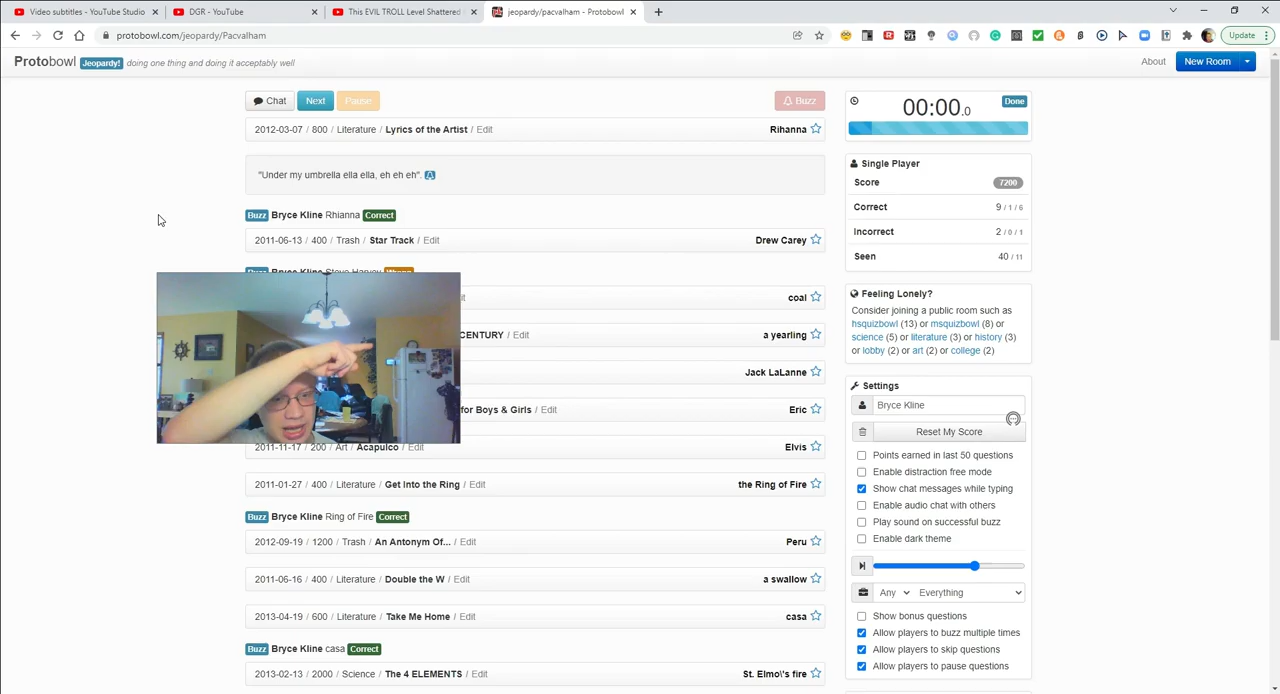 Video subtitles - YouTube Studio
DGR - YouTube
This EVIL TROLL Level Shattered
jeopardy/pacvalham - Protobowl
protobowl.com/jeopardy/Pacvalham
Update
Protobowl Jeopardy! doing one thing and doing it acceptably well
About
New Room
Chat
Next
Pause
Buzz
2012-03-07 / 800 / Literature / Lyrics of the Artist / Edit
Rihanna
"Under my umbrella ella ella, eh eh eh".
Buzz Bryce Kline Rhianna Correct
2011-06-13 / 400 / Trash / Star Track / Edit
Drew Carey
Buzz Bryce Kline Steve Harvey Wrong
coal
CENTURY / Edit
a yearling
Jack LaLanne
for Boys & Girls / Edit
Eric
2011-11-17 / 200 / Art / Acapulco / Edit
Elvis
2011-01-27 / 400 / Literature / Get Into the Ring / Edit
the Ring of Fire
Buzz Bryce Kline Ring of Fire Correct
2012-09-19 / 1200 / Trash / An Antonym Of... / Edit
Peru
2011-06-16 / 400 / Literature / Double the W / Edit
a swallow
2013-04-19 / 600 / Literature / Take Me Home / Edit
casa
Buzz Bryce Kline casa Correct
2013-02-13 / 2000 / Science / The 4 ELEMENTS / Edit
St. Elmo\'s fire
00:00.0
Done
Single Player
Score 7200
Correct 9 / 1 / 6
Incorrect 2 / 0 / 1
Seen 40 / 11
Feeling Lonely?
Consider joining a public room such as
hsquizbowl (13) or msquizbowl (8) or
science (5) or literature (3) or history (3)
or lobby (2) or art (2) or college (2)
Settings
Bryce Kline
Reset My Score
Points earned in last 50 questions
Enable distraction free mode
Show chat messages while typing
Enable audio chat with others
Play sound on successful buzz
Enable dark theme
Any Everything
Show bonus questions
Allow players to buzz multiple times
Allow players to skip questions
Allow players to pause questions